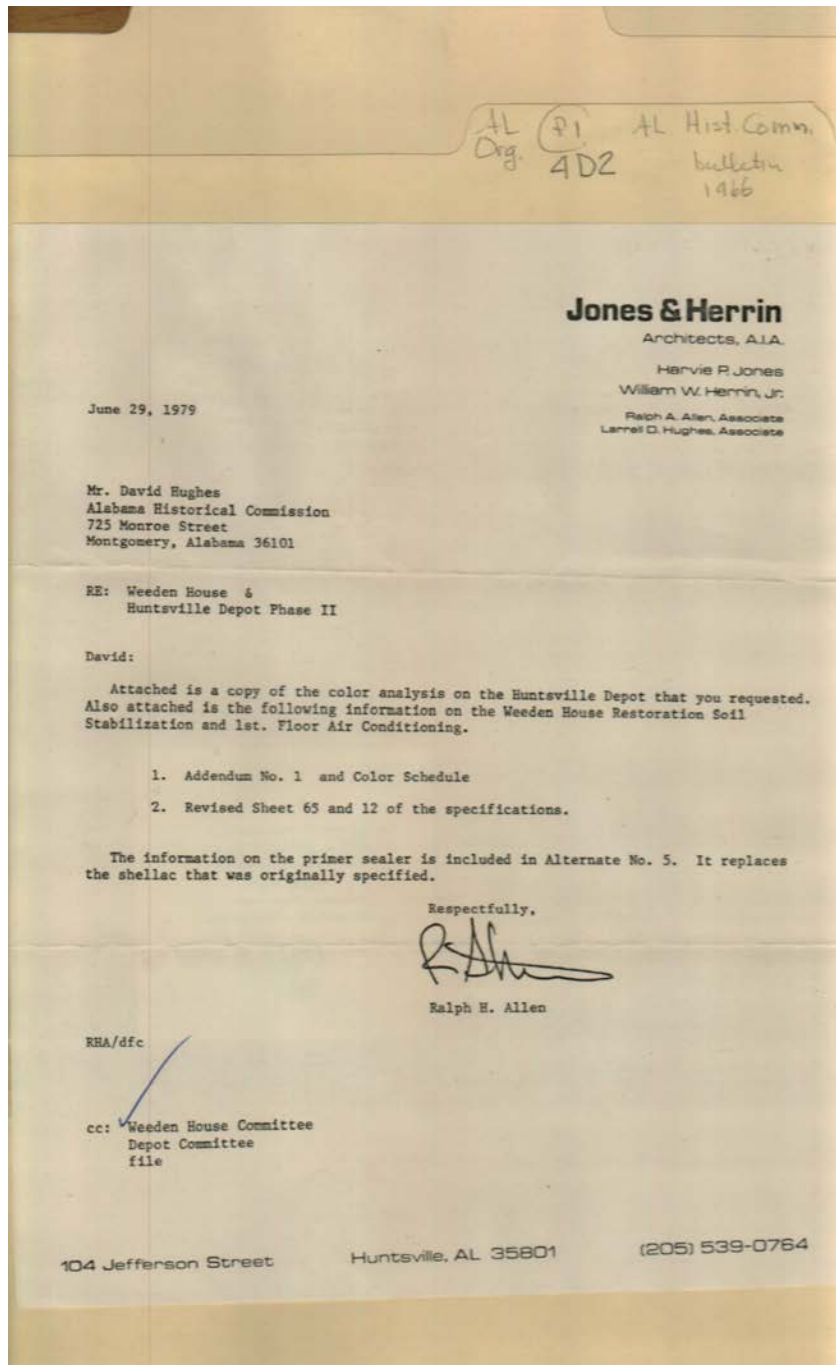 AL (P1 AL Hist. Comm.
Org. 4D2 bulletin
1966
Jones & Herrin
Architects, A.I.A.
Harvie P. Jones
William W. Herrin, Jr.
Ralph A. Allen, Associate
Larrell D. Hughes, Associate
June 29, 1979
Mr. David Hughes
Alabama Historical Commission
725 Monroe Street
Montgomery, Alabama 36101
RE: Weeden House &
Huntsville Depot Phase II
David:
Attached is a copy of the color analysis on the Huntsville Depot that you requested.
Also attached is the following information on the Weeden House Restoration Soil
Stabilization and 1st. Floor Air Conditioning.
1. Addendum No. 1 and Color Schedule
2. Revised Sheet 65 and 12 of the specifications.
The information on the primer sealer is included in Alternate No. 5. It replaces
the shellac that was originally specified.
Respectfully,
Ralph H. Allen
RHA/dfc
cc: Weeden House Committee
Depot Committee
file
104 Jefferson Street Huntsville, AL 35801 (205) 539-0764